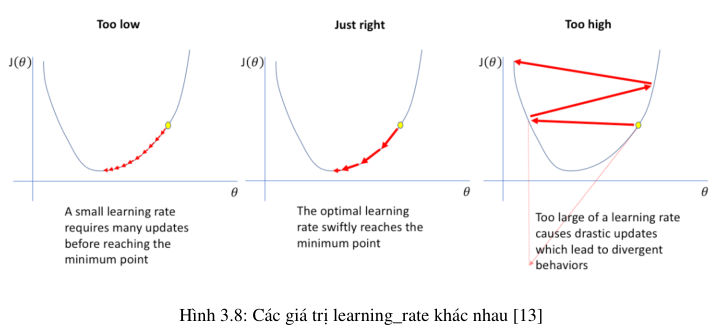 Too low
J(θ)
θ
A small learning rate
requires many updates
before reaching the
minimum point
Just right
J(θ)
θ
The optimal learning
rate swiftly reaches the
minimum point
Too high
J(θ)
θ
Too large of a learning rate
causes drastic updates
which lead to divergent
behaviors
Hình 3.8: Các giá trị learning_rate khác nhau [13]